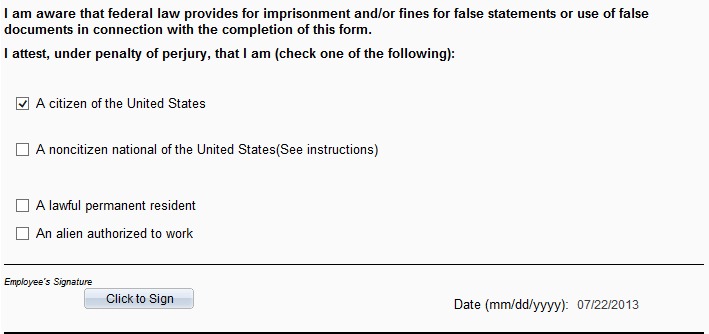 I am aware that federal law provides for imprisonment and/or fines for false statements or use of false
documents in connection with the completion of this form.
I attest, under penalty of perjury, that I am (check one of the following):
A citizen of the United States
A noncitizen national of the United States(See instructions)
A lawful permanent resident
An alien authorized to work
Employee's Signature
Click to Sign
Date (mm/dd/yyyy): 07/22/2013